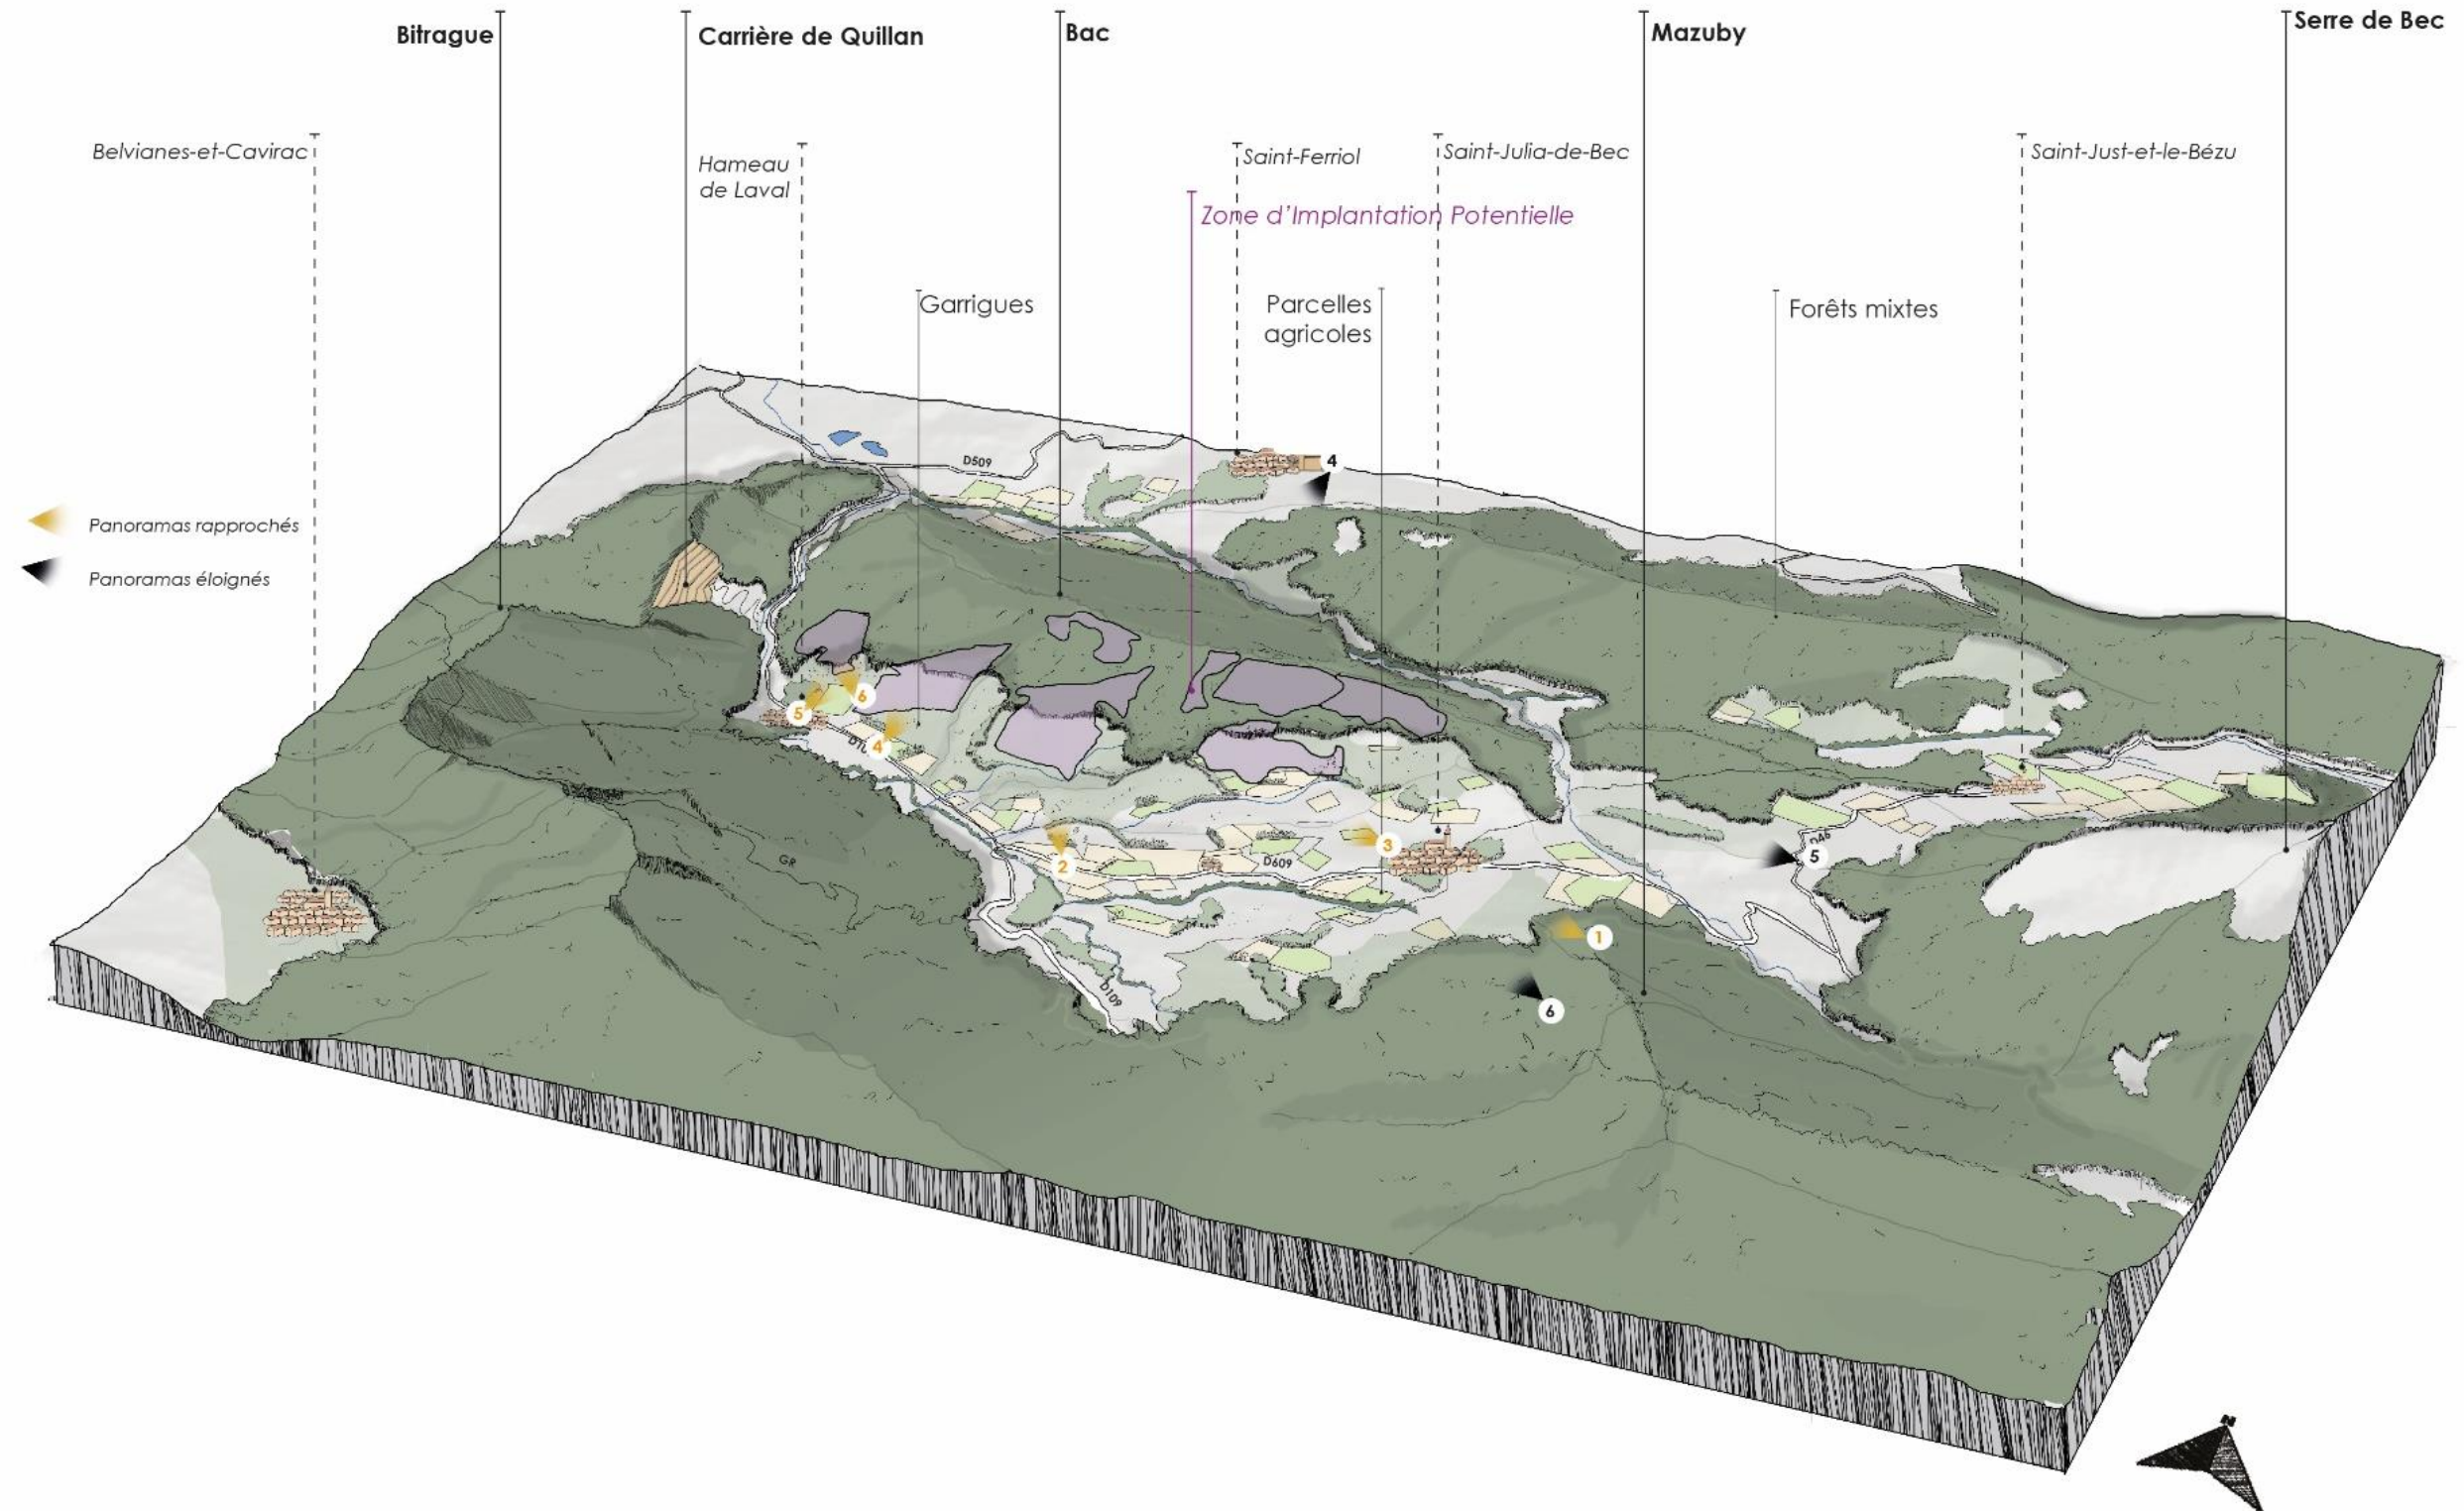 Bitrague
Carrière de Quillan
Bac
Mazuby
Serre de Bec
Belvianes-et-Cavirac
Hameau
de Laval
Saint-Ferriol
Saint-Julia-de-Bec
Saint-Just-et-le-Bézu
Zone d'Implantation Potentielle
Garrigues
Parcelles
agricoles
Forêts mixtes
Panoramas rapprochés
Panoramas éloignés
D509
4
6
5
4
2
3
D609
5
D46
GR
1
6
D109
N